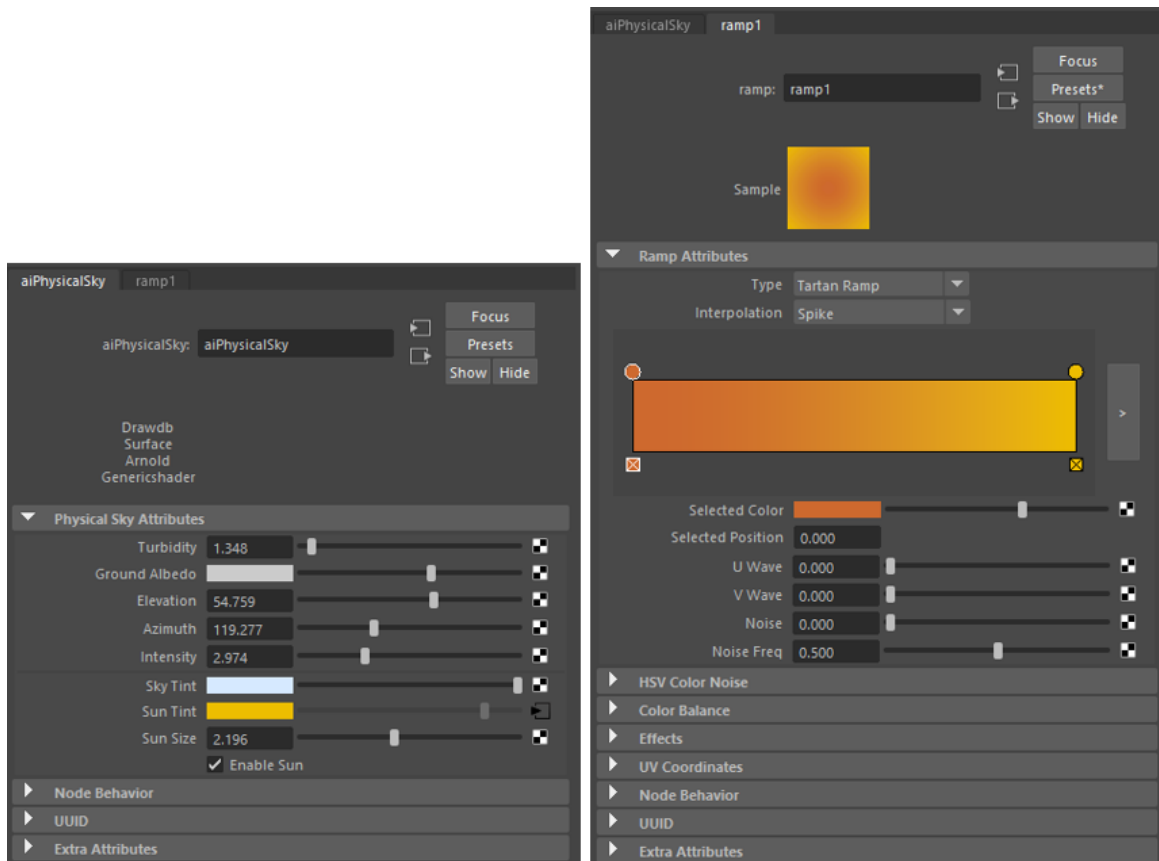 aiPhysicalSky ramp1
Focus
aiPhysicalSky: aiPhysicalSky
Presets
Show Hide
Drawdb
Surface
Arnold
Genericshader
Physical Sky Attributes
Turbidity 1.348
Ground Albedo
Elevation 54.759
Azimuth 119.277
Intensity 2.974
Sky Tint
Sun Tint
Sun Size 2.196
Enable Sun
Node Behavior
UUID
Extra Attributes
aiPhysicalSky ramp1
Focus
ramp: ramp1
Presets*
Show Hide
Sample
Ramp Attributes
Type Tartan Ramp
Interpolation Spike
>
Selected Color
Selected Position 0.000
U Wave 0.000
V Wave 0.000
Noise 0.000
Noise Freq 0.500
HSV Color Noise
Color Balance
Effects
UV Coordinates
Node Behavior
UUID
Extra Attributes